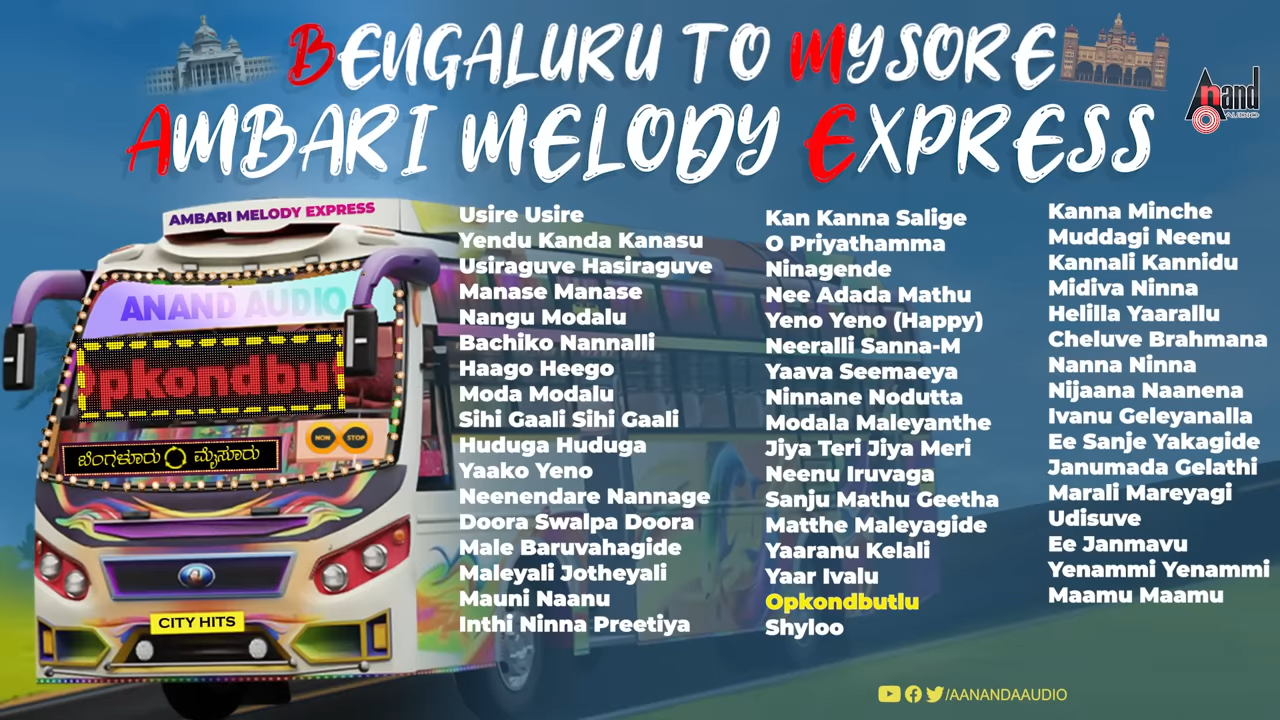 BENGALURU TO MYSORE
AMBARI MELODY EXPRESS
Anand
AUDIO
AMBARI MELODY EXPRESS
ANAND AUDIO
Opkondbu
NON STOP
ಬೆಂಗಳೂರು ಮೈಸೂರು
CITY HITS
Usire Usire
Yendu Kanda Kanasu
Usiraguve Hasiraguve
Manase Manase
Nangu Modalu
Bachiko Nannalli
Haago Heego
Moda Modalu
Sihi Gaali Sihi Gaali
Huduga Huduga
Yaako Yeno
Neenendare Nannage
Doora Swalpa Doora
Male Baruvahagide
Maleyali Jotheyali
Mauni Naanu
Inthi Ninna Preetiya
Kan Kanna Salige
O Priyathamma
Ninagende
Nee Adada Mathu
Yeno Yeno (Happy)
Neeralli Sanna-M
Yaava Seemaeya
Ninnane Nodutta
Modala Maleyanthe
Jiya Teri Jiya Meri
Neenu Iruvaga
Sanju Mathu Geetha
Matthe Maleyagide
Yaaranu Kelali
Yaar Ivalu
Opkondbutlu
Shyloo
Kanna Minche
Muddagi Neenu
Kannali Kannidu
Midiva Ninna
Helilla Yaarallu
Cheluve Brahmana
Nanna Ninna
Nijaana Naanena
Ivanu Geleyanalla
Ee Sanje Yakagide
Janumada Gelathi
Marali Mareyagi
Udisuve
Ee Janmavu
Yenammi Yenammi
Maamu Maamu
/AANANDAAUDIO